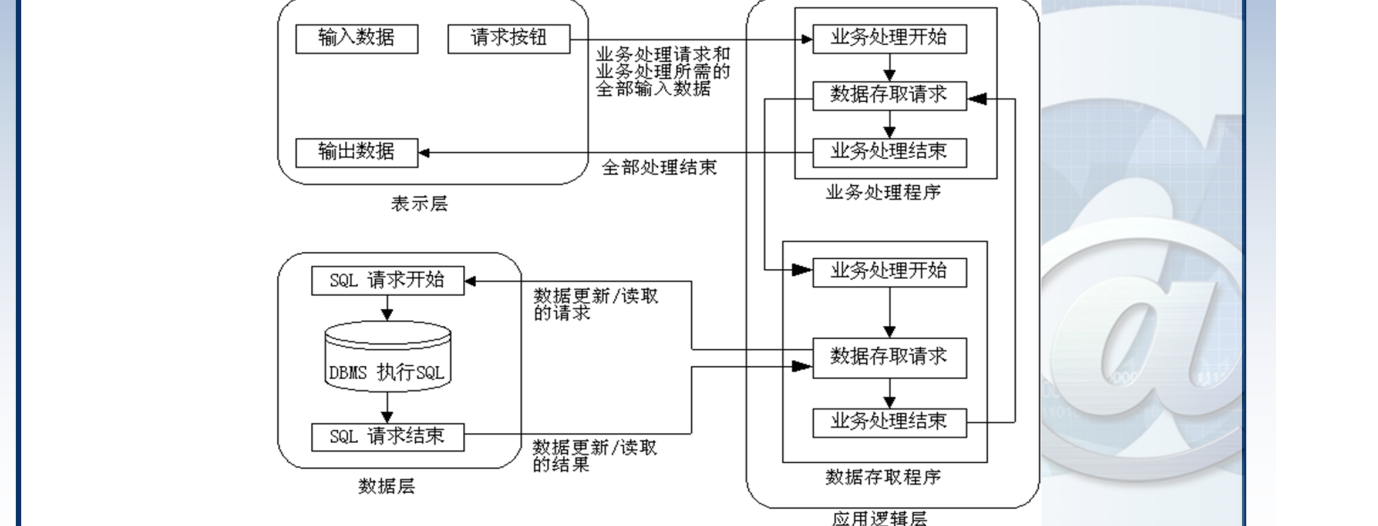 输入数据
请求按钮
业务处理请求和
业务处理所需的
全部输入数据
业务处理开始
数据存取请求
业务处理结束
业务处理程序
输出数据
全部处理结束
表示层
SQL 请求开始
DBMS 执行SQL
SQL 请求结束
数据层
数据更新/读取
的请求
数据更新/读取
的结果
业务处理开始
数据存取请求
业务处理结束
数据存取程序
应用逻辑层
@
@